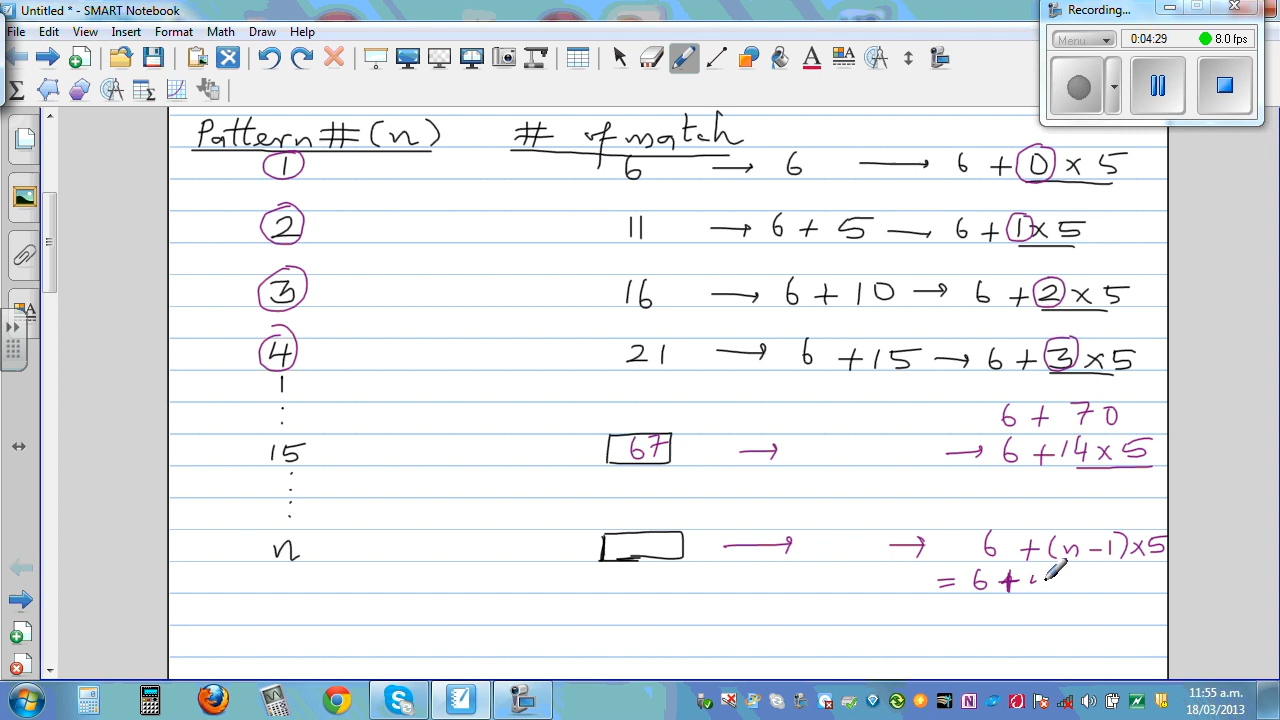 Untitled * - SMART Notebook
Recording...
File Edit View Insert Format Math Draw Help
Menu 0:04:29 8.0 fps
Pattern # (n) # of match
1 6 → 6 → 6 + 0 × 5
2 11 → 6 + 5 → 6 + 1 × 5
3 16 → 6 + 10 → 6 + 2 × 5
4 21 → 6 + 15 → 6 + 3 × 5
6 + 70
15 67 → → 6 + 14 × 5
n → → 6 + (n - 1) × 5
= 6 +
11:55 a.m.
18/03/2013